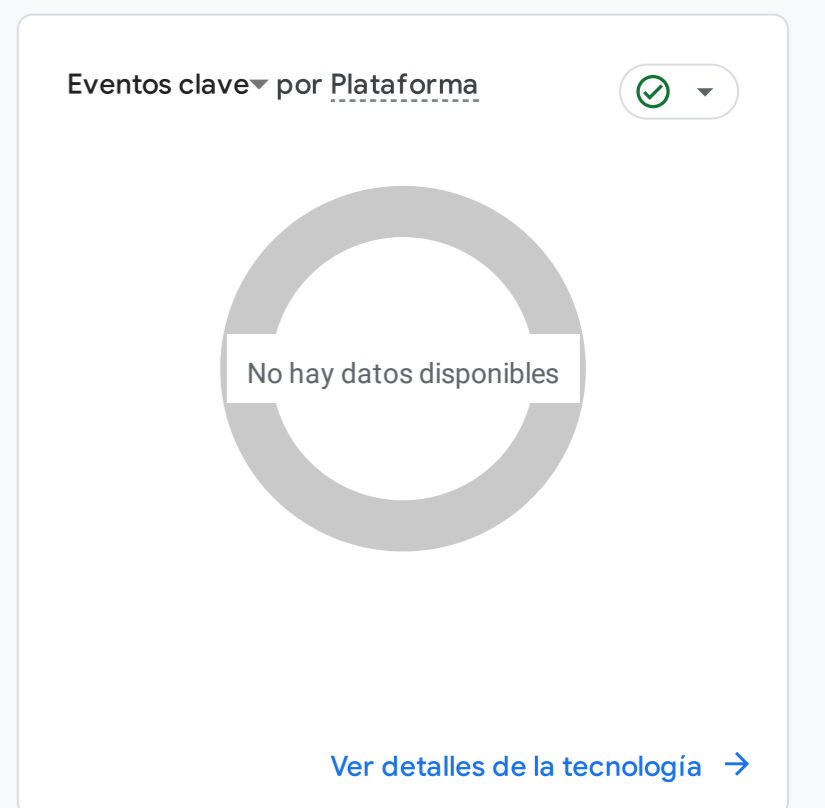 Eventos clave por Plataforma
No hay datos disponibles
Ver detalles de la tecnología